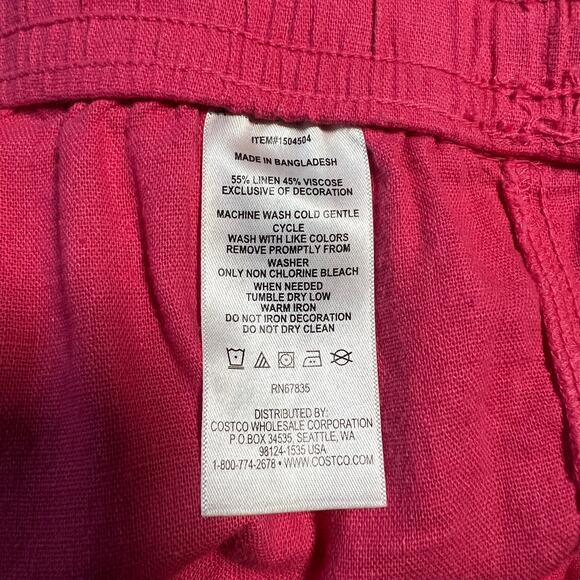 ITEM#1504504
MADE IN BANGLADESH
55% LINEN 45% VISCOSE
EXCLUSIVE OF DECORATION
MACHINE WASH COLD GENTLE
CYCLE
WASH WITH LIKE COLORS
REMOVE PROMPTLY FROM
WASHER
ONLY NON CHLORINE BLEACH
WHEN NEEDED
TUMBLE DRY LOW
WARM IRON
DO NOT IRON DECORATION
DO NOT DRY CLEAN
RN67835
DISTRIBUTED BY:
COSTCO WHOLESALE CORPORATION
P.O.BOX 34535, SEATTLE, WA
98124-1535 USA
1-800-774-2678 • WWW.COSTCO.COM